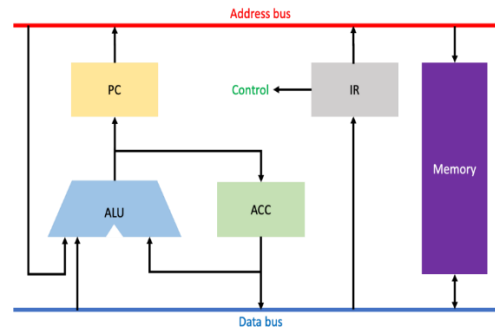 Address bus
PC
Control
IR
Memory
ALU
ACC
Data bus